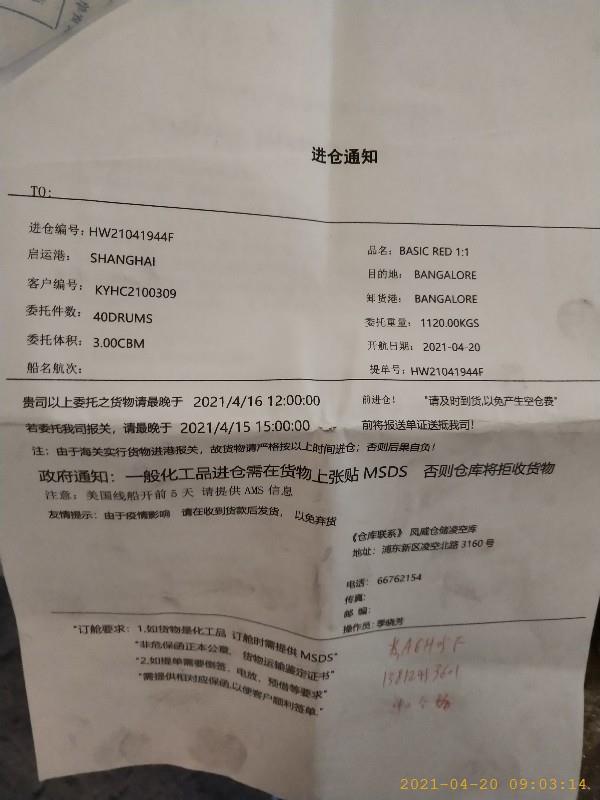 进仓通知
TO:
进仓编号: HW21041944F
品名: BASIC RED 1:1
启运港: SHANGHAI
目的地: BANGALORE
客户编号: KYHC2100309
卸货港: BANGALORE
委托件数: 40DRUMS
委托重量: 1120.00KGS
委托体积: 3.00CBM
开航日期: 2021-04-20
船名航次:
提单号: HW21041944F
贵司以上委托之货物请最晚于 2021/4/16 12:00:00 前进仓! "请及时到货,以免产生空仓费"
若委托我司报关，请最晚于 2021/4/15 15:00:00 前将报送单证送抵我司!
注: 由于海关实行货物进港报关，故货物请严格按以上时间进仓; 否则后果自负!
政府通知: 一般化工品进仓需在货物上张贴 MSDS 否则仓库将拒收货物
注意: 美国线船开前 5 天 请提供 AMS 信息
友情提示: 由于疫情影响 请在收到货款后发货, 以免弃货
《仓库联系》 风威仓储凌空库
地址: 浦东新区凌空北路 3160 号
电话: 66762154
传真:
邮 编:
操作员: 季晓芳
"订舱要求: 1.如货物是化工品 订舱时需提供 MSDS"
"非危保函正本公章, 货物运输鉴定证书"
"2.如提单需要倒签, 电放, 预借等要求"
"需提供相对应保函,以便客户顺利签单."
2021-04-20 09:03:14